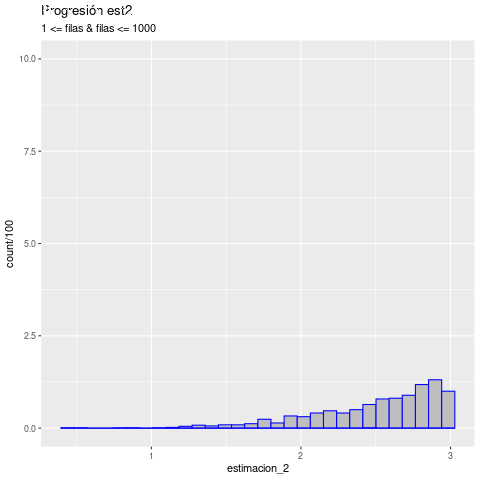 Progresión est2
1 <= filas & filas <= 1000
10.0
7.5
5.0
2.5
0.0
count/100
1 2 3
estimacion_2